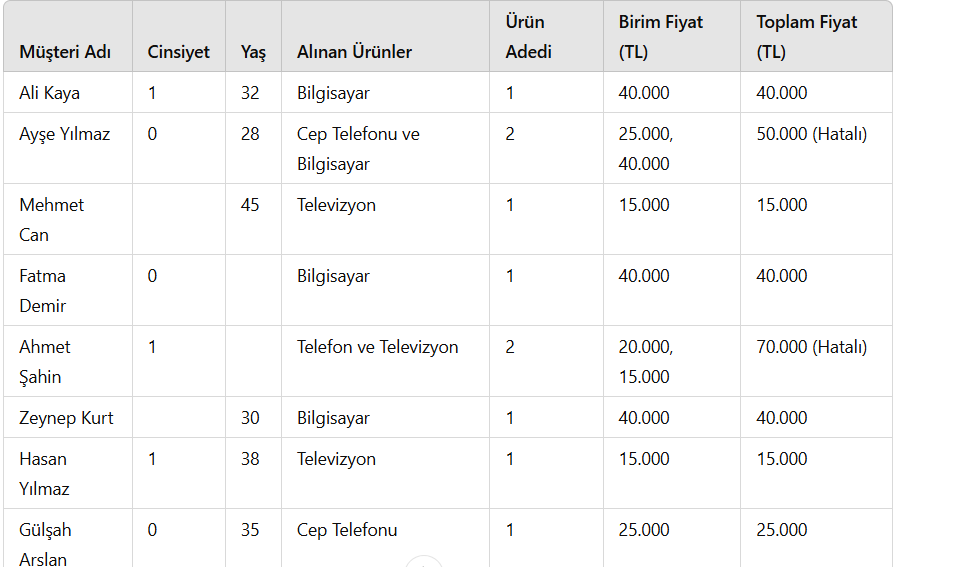 Müşteri Adı Cinsiyet Yaş Alınan Ürünler Ürün Adedi Birim Fiyat (TL) Toplam Fiyat (TL)
Ali Kaya 1 32 Bilgisayar 1 40.000 40.000
Ayşe Yılmaz 0 28 Cep Telefonu ve Bilgisayar 2 25.000, 40.000 50.000 (Hatalı)
Mehmet Can 45 Televizyon 1 15.000 15.000
Fatma Demir 0 Bilgisayar 1 40.000 40.000
Ahmet Şahin 1 Telefon ve Televizyon 2 20.000, 15.000 70.000 (Hatalı)
Zeynep Kurt 30 Bilgisayar 1 40.000 40.000
Hasan Yılmaz 1 38 Televizyon 1 15.000 15.000
Gülşah Arslan 0 35 Cep Telefonu 1 25.000 25.000